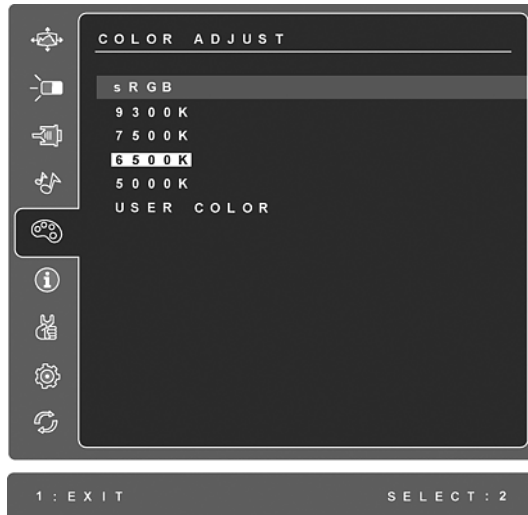 COLOR ADJUST
sRGB
9300K
7500K
6500K
5000K
USER COLOR
1:EXIT SELECT:2